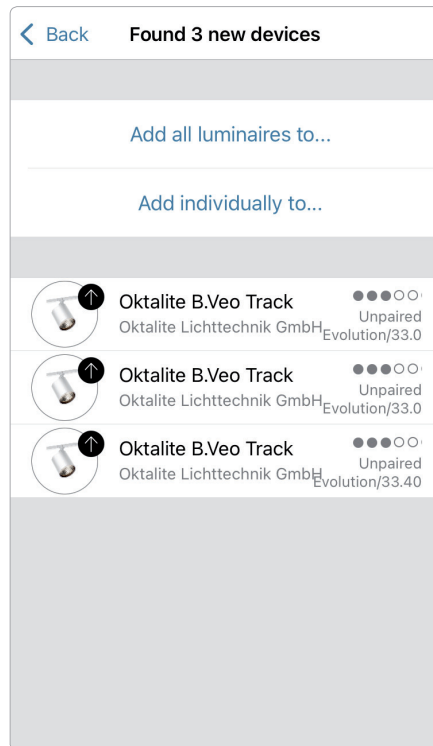 Back Found 3 new devices
Add all luminaires to...
Add individually to...
Oktalite B.Veo Track
Oktalite Lichttechnik GmbH
Unpaired
Evolution/33.0
Oktalite B.Veo Track
Oktalite Lichttechnik GmbH
Unpaired
Evolution/33.0
Oktalite B.Veo Track
Oktalite Lichttechnik GmbH
Unpaired
Evolution/33.40